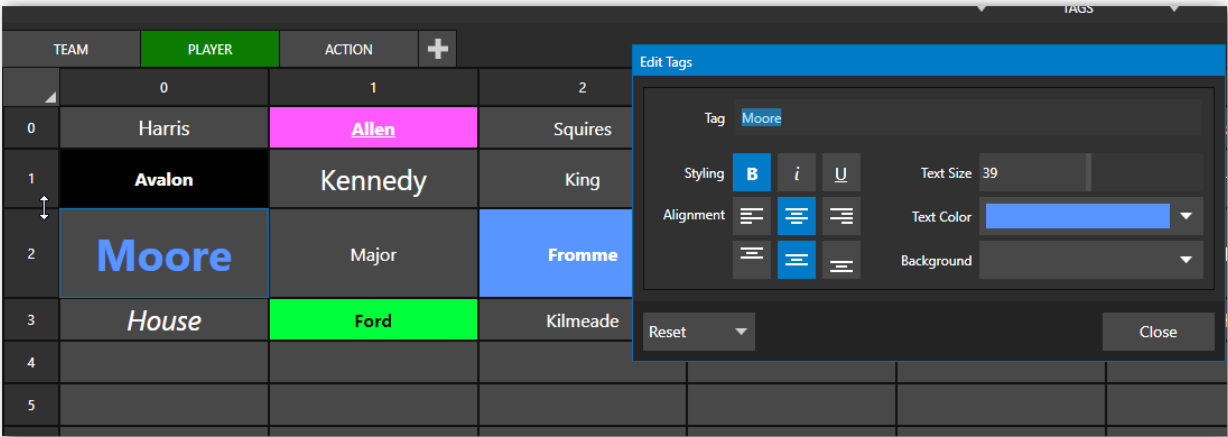 TAGS
TEAM PLAYER ACTION
Edit Tags
0 1 2
Tag Moore
0 Harris Allen Squires
Styling B i U Text Size 39
1 Avalon Kennedy King
Alignment Text Color
2 Moore Major Fromme
Background
3 House Ford Kilmeade
Reset Close
4
5